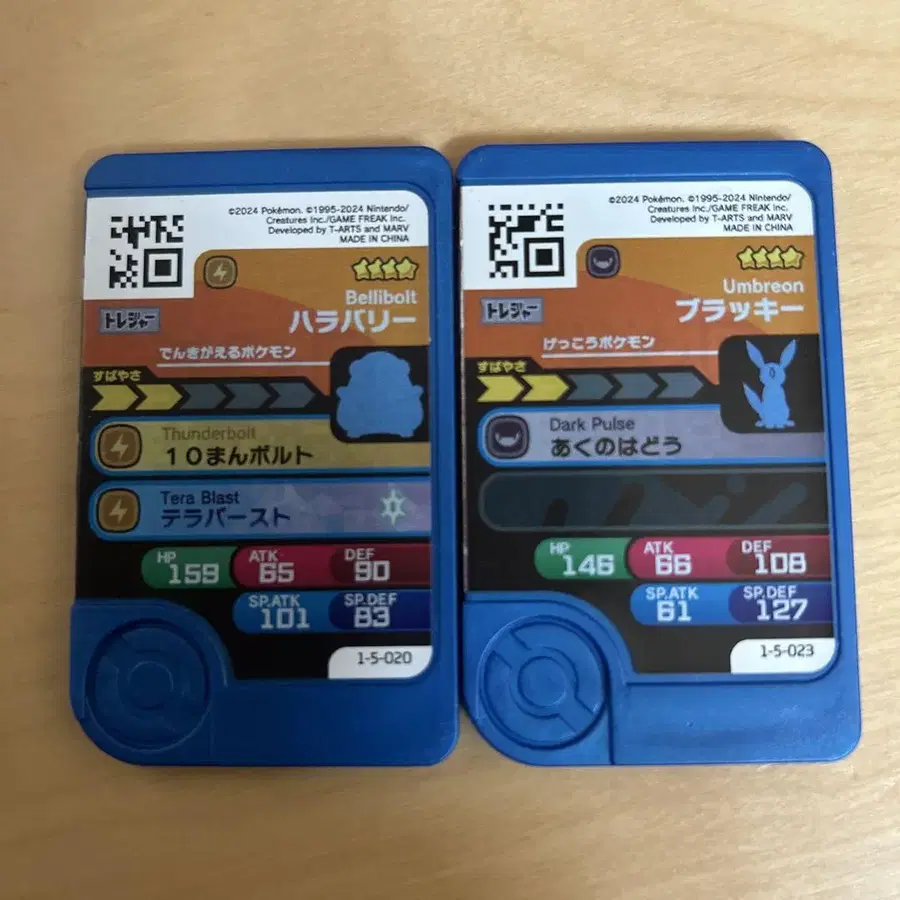 ©2024 Pokémon. ©1995-2024 Nintendo/
Creatures Inc./GAME FREAK inc.
Developed by T-ARTS and MARV
MADE IN CHINA
Bellibolt
ハラバリー
トレジャー
でんきがえるポケモン
すばやさ
Thunderbolt
10まんボルト
Tera Blast
テラバースト
HP 159 ATK 65 DEF 90
SP.ATK 101 SP.DEF 83
1-5-020
©2024 Pokémon. ©1995-2024 Nintendo/
Creatures Inc./GAME FREAK inc.
Developed by T-ARTS and MARV
MADE IN CHINA
Umbreon
ブラッキー
トレジャー
げっこうポケモン
すばやさ
Dark Pulse
あくのはどう
HP 146 ATK 66 DEF 108
SP.ATK 61 SP.DEF 127
1-5-023